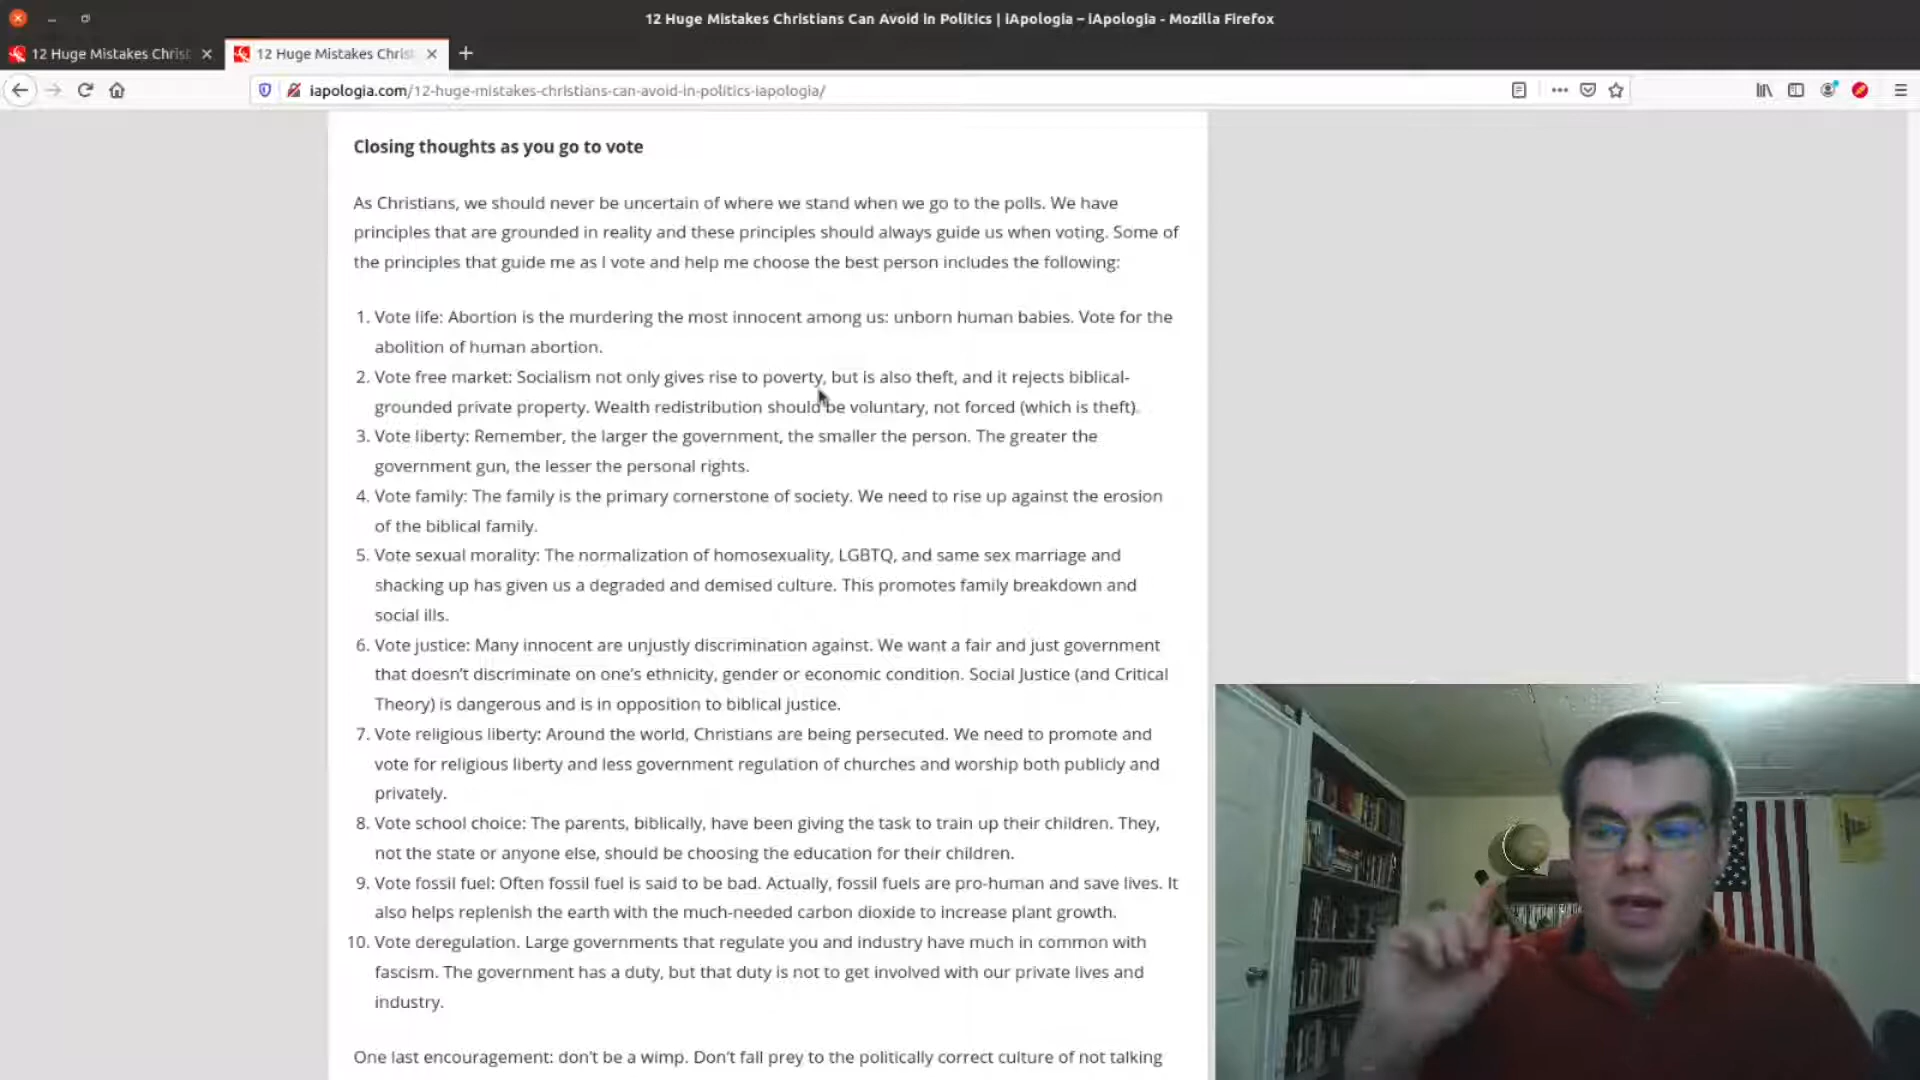 12 Huge Mistakes Christians Can Avoid in Politics | iApologia – iApologia - Mozilla Firefox
12 Huge Mistakes Christ
12 Huge Mistakes Chris
iapologia.com/12-huge-mistakes-christians-can-avoid-in-politics-iapologia/
Closing thoughts as you go to vote
As Christians, we should never be uncertain of where we stand when we go to the polls. We have
principles that are grounded in reality and these principles should always guide us when voting. Some of
the principles that guide me as I vote and help me choose the best person includes the following:
1. Vote life: Abortion is the murdering the most innocent among us: unborn human babies. Vote for the
abolition of human abortion.
2. Vote free market: Socialism not only gives rise to poverty, but is also theft, and it rejects biblical-
grounded private property. Wealth redistribution should be voluntary, not forced (which is theft).
3. Vote liberty: Remember, the larger the government, the smaller the person. The greater the
government gun, the lesser the personal rights.
4. Vote family: The family is the primary cornerstone of society. We need to rise up against the erosion
of the biblical family.
5. Vote sexual morality: The normalization of homosexuality, LGBTQ, and same sex marriage and
shacking up has given us a degraded and demised culture. This promotes family breakdown and
social ills.
6. Vote justice: Many innocent are unjustly discrimination against. We want a fair and just government
that doesn't discriminate on one's ethnicity, gender or economic condition. Social Justice (and Critical
Theory) is dangerous and is in opposition to biblical justice.
7. Vote religious liberty: Around the world, Christians are being persecuted. We need to promote and
vote for religious liberty and less government regulation of churches and worship both publicly and
privately.
8. Vote school choice: The parents, biblically, have been giving the task to train up their children. They,
not the state or anyone else, should be choosing the education for their children.
9. Vote fossil fuel: Often fossil fuel is said to be bad. Actually, fossil fuels are pro-human and save lives. It
also helps replenish the earth with the much-needed carbon dioxide to increase plant growth.
10. Vote deregulation. Large governments that regulate you and industry have much in common with
fascism. The government has a duty, but that duty is not to get involved with our private lives and
industry.
One last encouragement: don't be a wimp. Don't fall prey to the politically correct culture of not talking